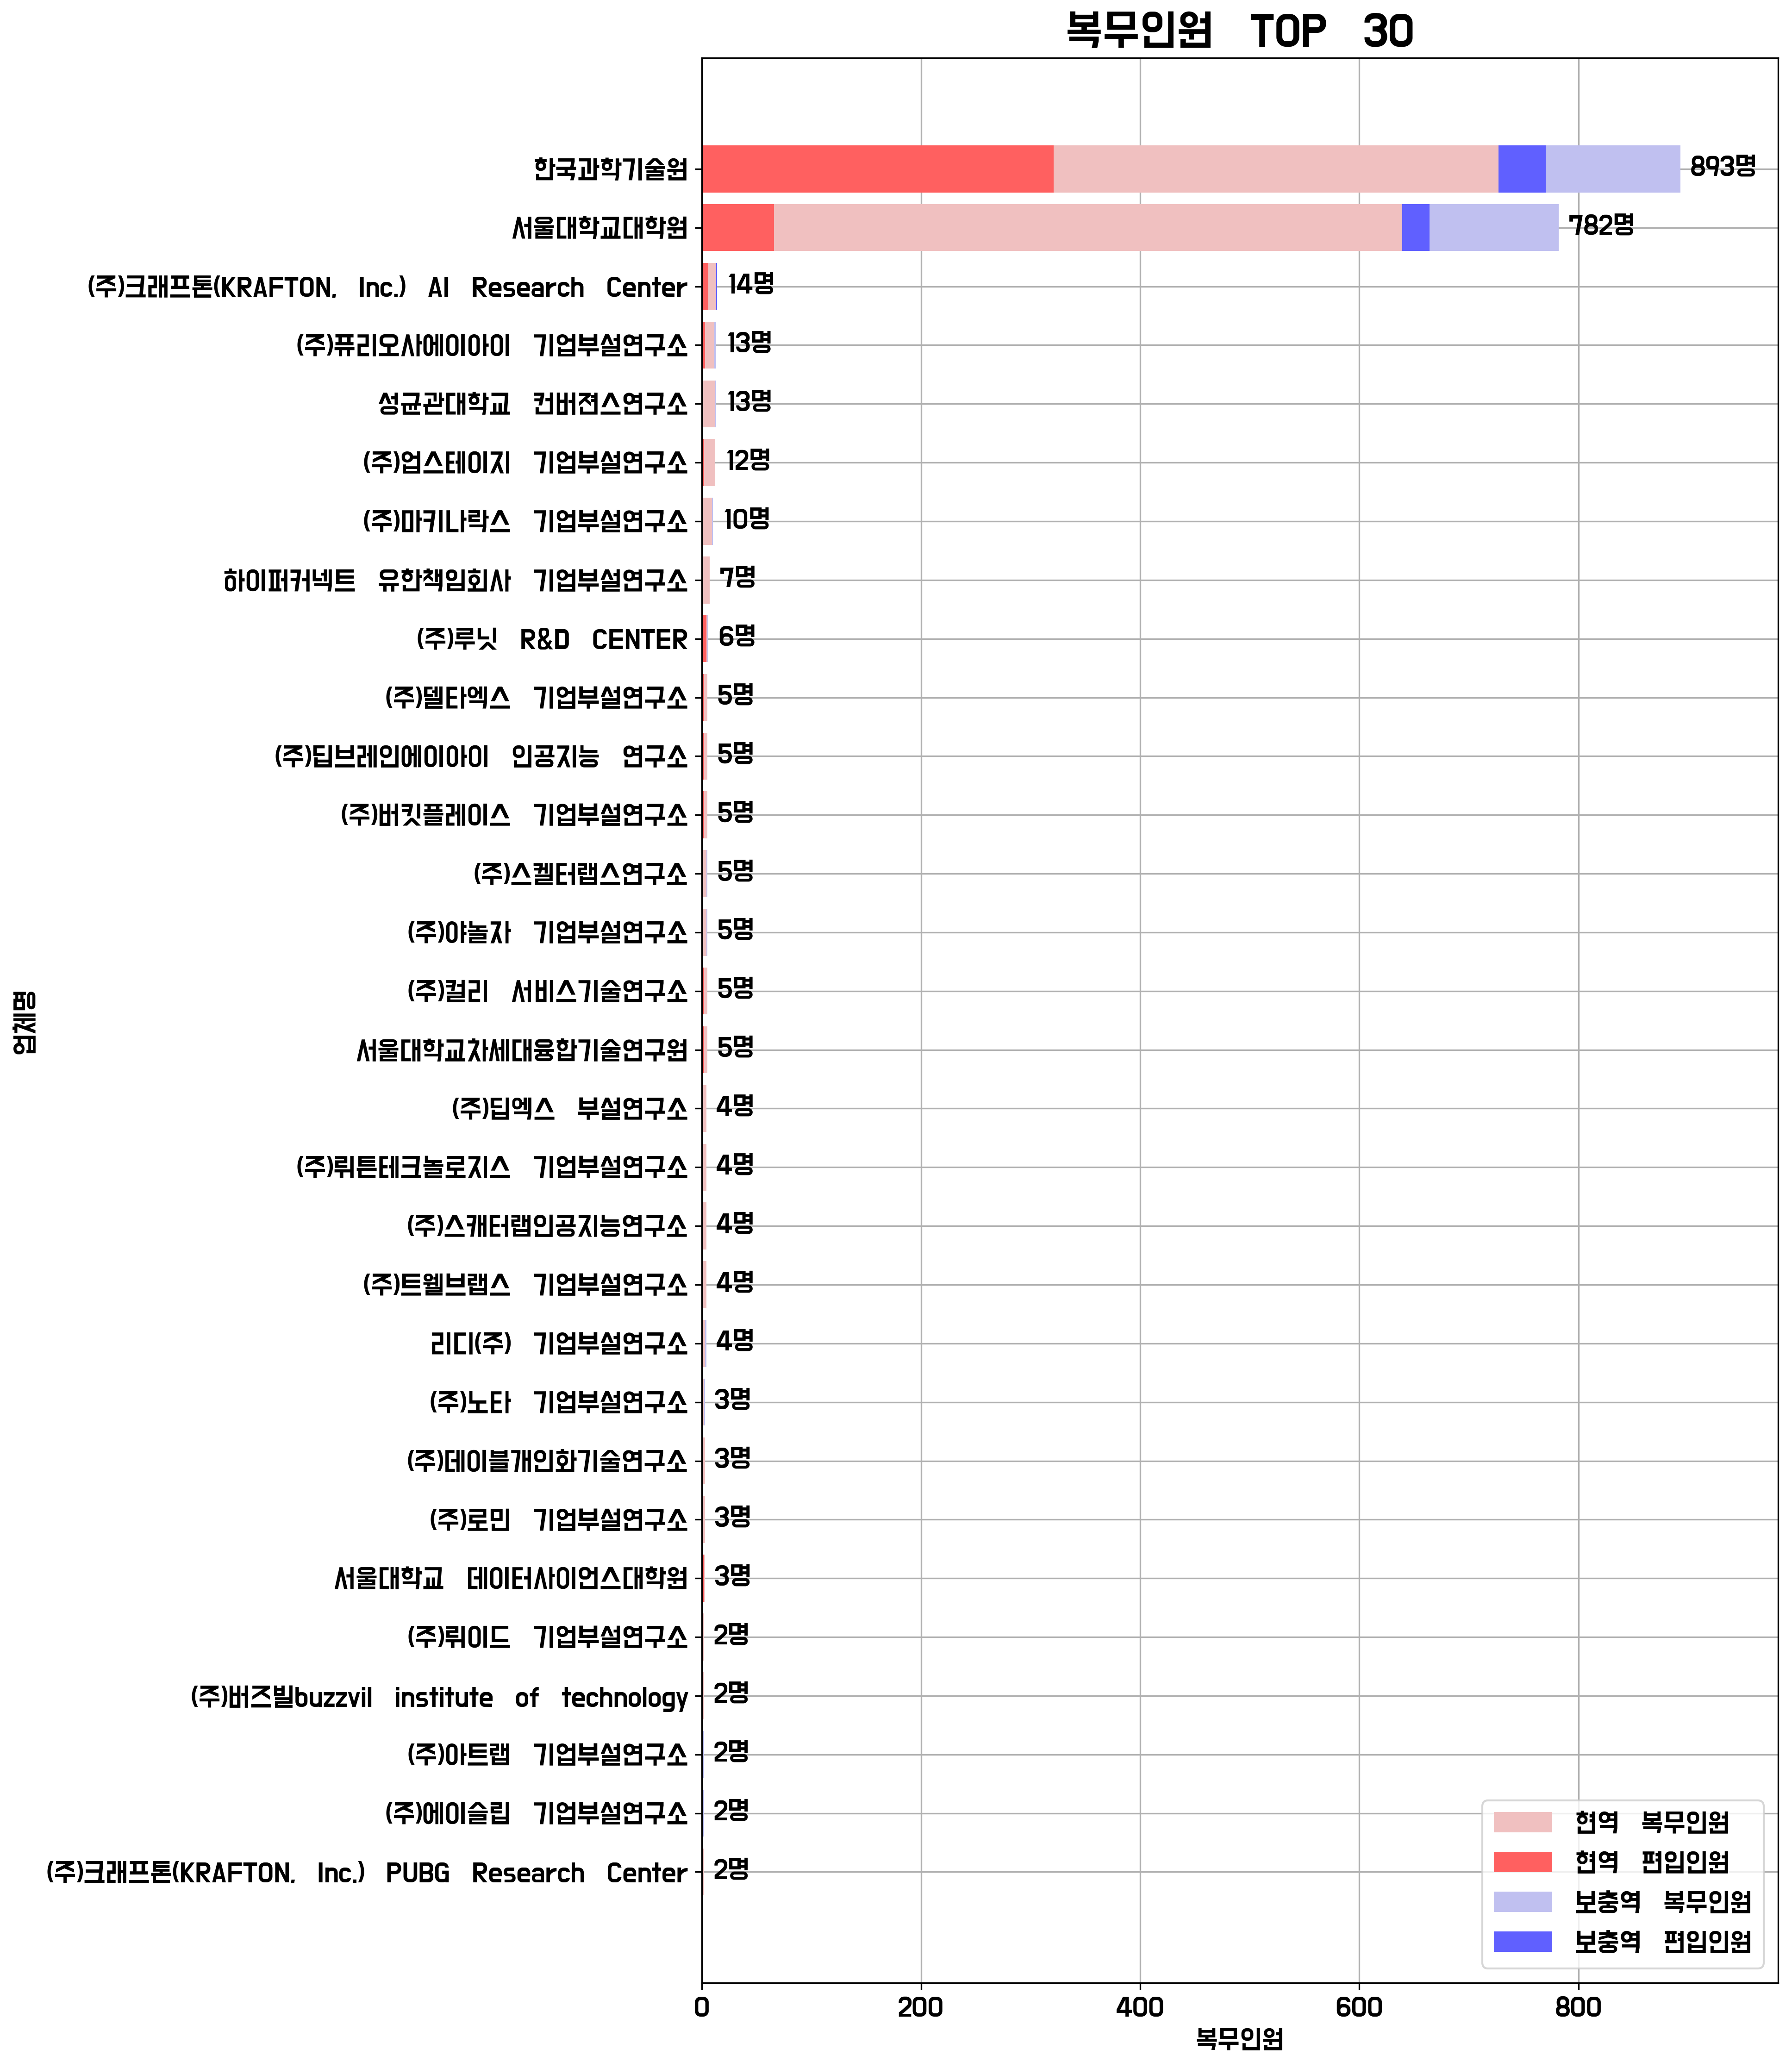 복무인원 TOP 30
한국과학기술원 893명
서울대학교대학원 782명
(주)크래프톤(KRAFTON, Inc.) AI Research Center 14명
(주)퓨리오사에이아이 기업부설연구소 13명
성균관대학교 컨버젼스연구소 13명
(주)업스테이지 기업부설연구소 12명
(주)마키나락스 기업부설연구소 10명
하이퍼커넥트 유한책임회사 기업부설연구소 7명
(주)루닛 R&D CENTER 6명
(주)델타엑스 기업부설연구소 5명
(주)딥브레인에이아이 인공지능 연구소 5명
(주)버킷플레이스 기업부설연구소 5명
(주)스켈터랩스연구소 5명
(주)야놀자 기업부설연구소 5명
(주)컬리 서비스기술연구소 5명
서울대학교차세대융합기술연구원 5명
(주)딥엑스 부설연구소 4명
(주)뤼튼테크놀로지스 기업부설연구소 4명
(주)스캐터랩인공지능연구소 4명
(주)트웰브랩스 기업부설연구소 4명
리디(주) 기업부설연구소 4명
(주)노타 기업부설연구소 3명
(주)데이블개인화기술연구소 3명
(주)로민 기업부설연구소 3명
서울대학교 데이터사이언스대학원 3명
(주)뤼이드 기업부설연구소 2명
(주)버즈빌buzzvil institute of technology 2명
(주)아트랩 기업부설연구소 2명
(주)에이슬립 기업부설연구소 2명
(주)크래프톤(KRAFTON, Inc.) PUBG Research Center 2명
업체명
현역 복무인원
현역 편입인원
보충역 복무인원
보충역 편입인원
0 200 400 600 800
복무인원